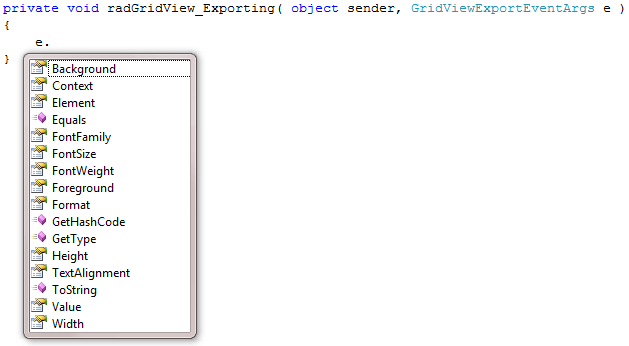 private void radGridView_Exporting( object sender, GridViewExportEventArgs e )
{
e.
}
Background
Context
Element
Equals
FontFamily
FontSize
FontWeight
Foreground
Format
GetHashCode
GetType
Height
TextAlignment
ToString
Value
Width